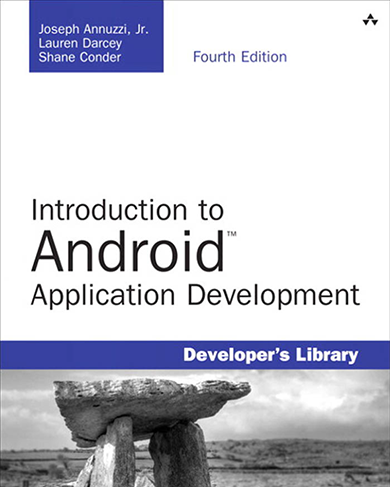 Joseph Annuzzi, Jr.
Lauren Darcey
Shane Conder
Fourth Edition
Introduction to
Android™
Application Development
Developer's Library